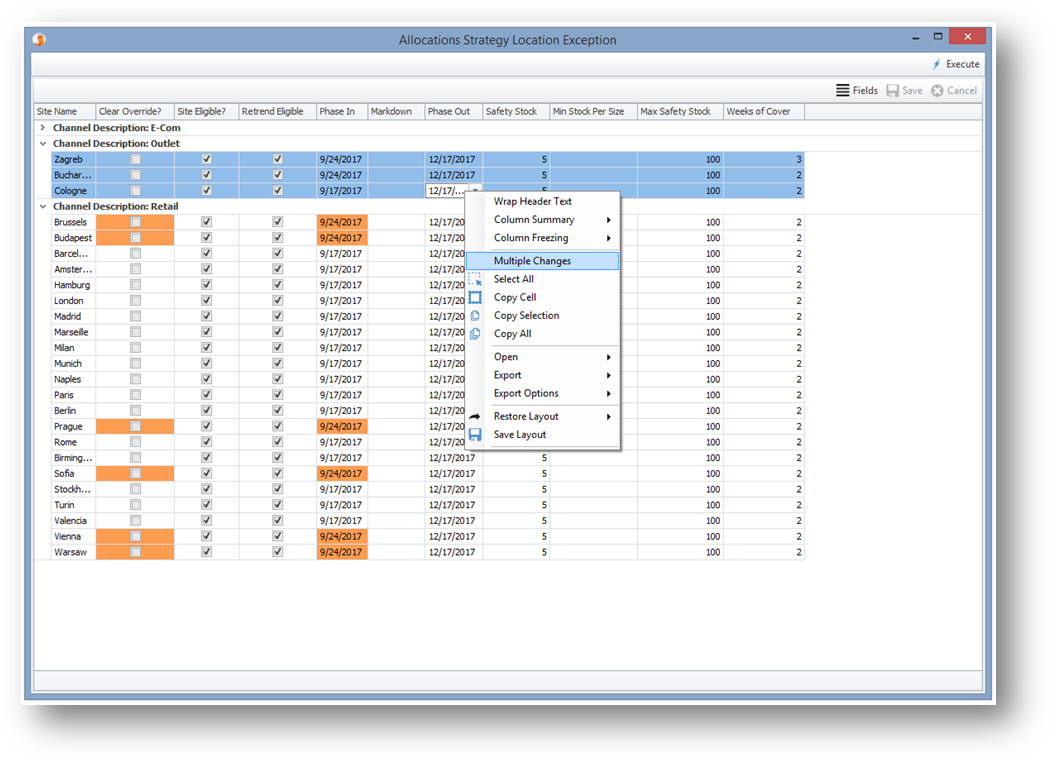 Allocations Strategy Location Exception
Execute
Fields Save Cancel
Site Name Clear Override? Site Eligible? Retrend Eligible Phase In Markdown Phase Out Safety Stock Min Stock Per Size Max Safety Stock Weeks of Cover
Channel Description: E-Com
Channel Description: Outlet
Zagreb 9/24/2017 12/17/2017 5 100 3
Buchar... 9/24/2017 12/17/2017 5 100 2
Cologne 9/17/2017 12/17/... 5 100 2
Channel Description: Retail
Brussels 9/24/2017 12/17/20 100 2
Budapest 9/24/2017 12/17/20 100 2
Barcel... 9/17/2017 12/17/20 100 2
Amster... 9/17/2017 12/17/20 100 2
Hamburg 9/17/2017 12/17/20 100 2
London 9/17/2017 12/17/20 100 2
Madrid 9/17/2017 12/17/20 100 2
Marseille 9/17/2017 12/17/20 100 2
Milan 9/17/2017 12/17/20 100 2
Munich 9/17/2017 12/17/20 100 2
Naples 9/17/2017 12/17/20 100 2
Paris 9/17/2017 12/17/20 100 2
Berlin 9/17/2017 12/17/20 100 2
Prague 9/24/2017 12/17/20 100 2
Rome 9/17/2017 12/17/20 100 2
Birming... 9/17/2017 12/17/2017 5 100 2
Sofia 9/24/2017 12/17/2017 5 100 2
Stockh... 9/17/2017 12/17/2017 5 100 2
Turin 9/17/2017 12/17/2017 5 100 2
Valencia 9/17/2017 12/17/2017 5 100 2
Vienna 9/24/2017 12/17/2017 5 100 2
Warsaw 9/24/2017 12/17/2017 5 100 2
Wrap Header Text
Column Summary
Column Freezing
Multiple Changes
Select All
Copy Cell
Copy Selection
Copy All
Open
Export
Export Options
Restore Layout
Save Layout